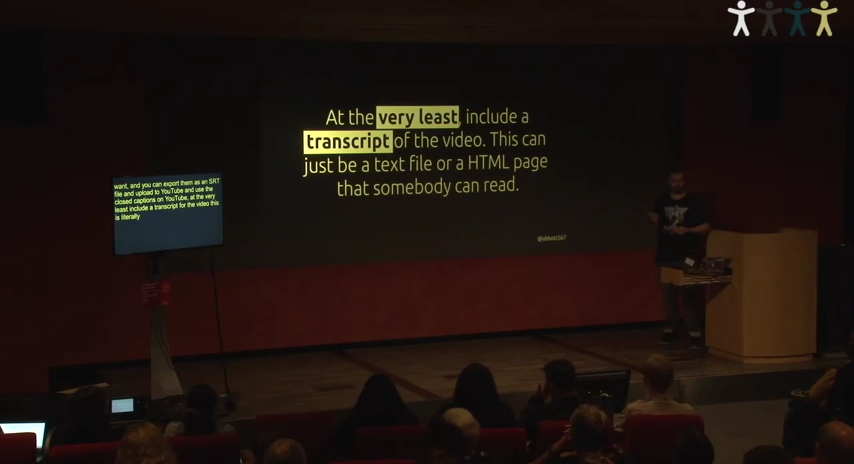 At the very least, include a
transcript of the video. This can
just be a text file or a HTML page
that somebody can read.
@abbott567
want, and you can export them as an SRT
file and upload to YouTube and use the
closed captions on YouTube, at the very
least include a transcript for the video this
is literally